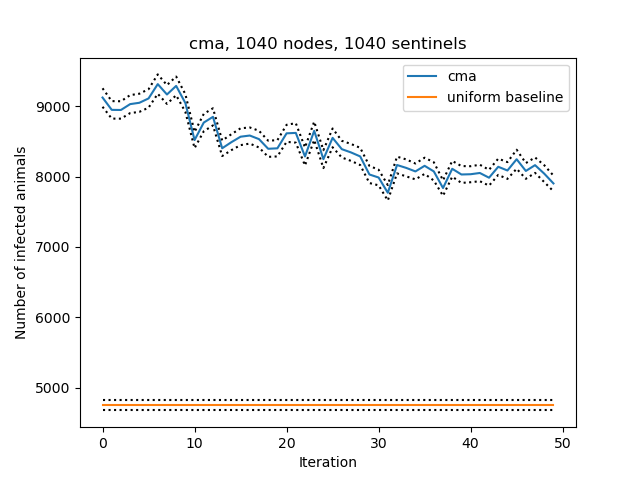 cma, 1040 nodes, 1040 sentinels
cma
uniform baseline
9000
8000
7000
6000
5000
Number of infected animals
0 10 20 30 40 50
Iteration